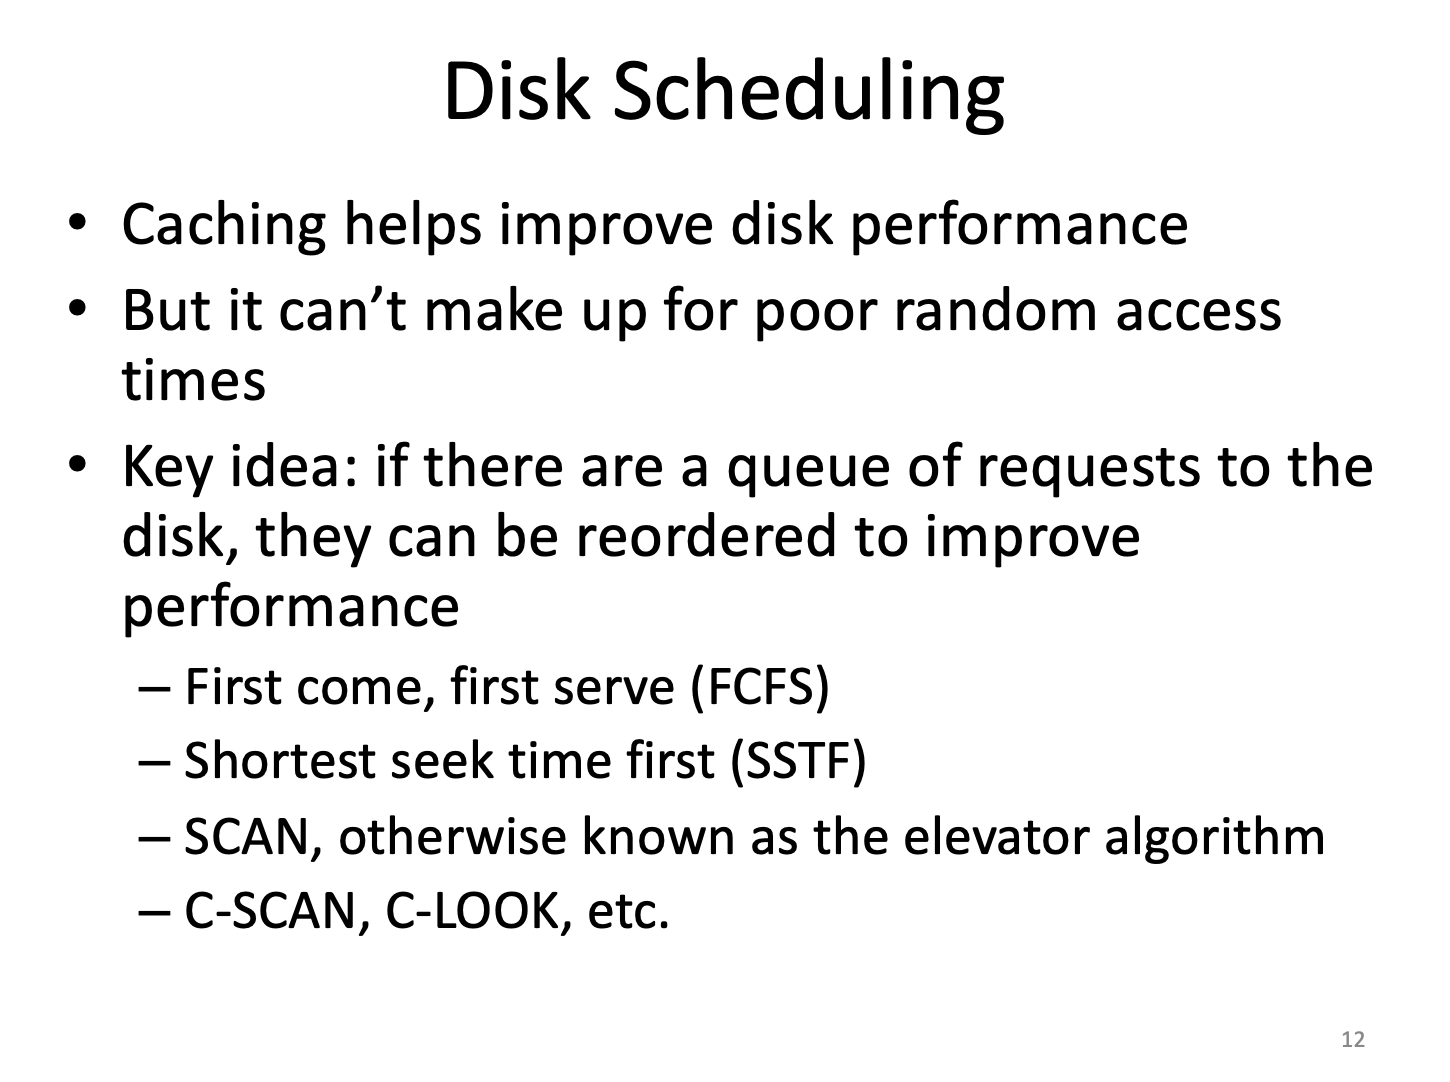 Disk Scheduling
• Caching helps improve disk performance
• But it can’t make up for poor random access
times
• Key idea: if there are a queue of requests to the
disk, they can be reordered to improve
performance
– First come, first serve (FCFS)
– Shortest seek time first (SSTF)
– SCAN, otherwise known as the elevator algorithm
– C-SCAN, C-LOOK, etc.
12